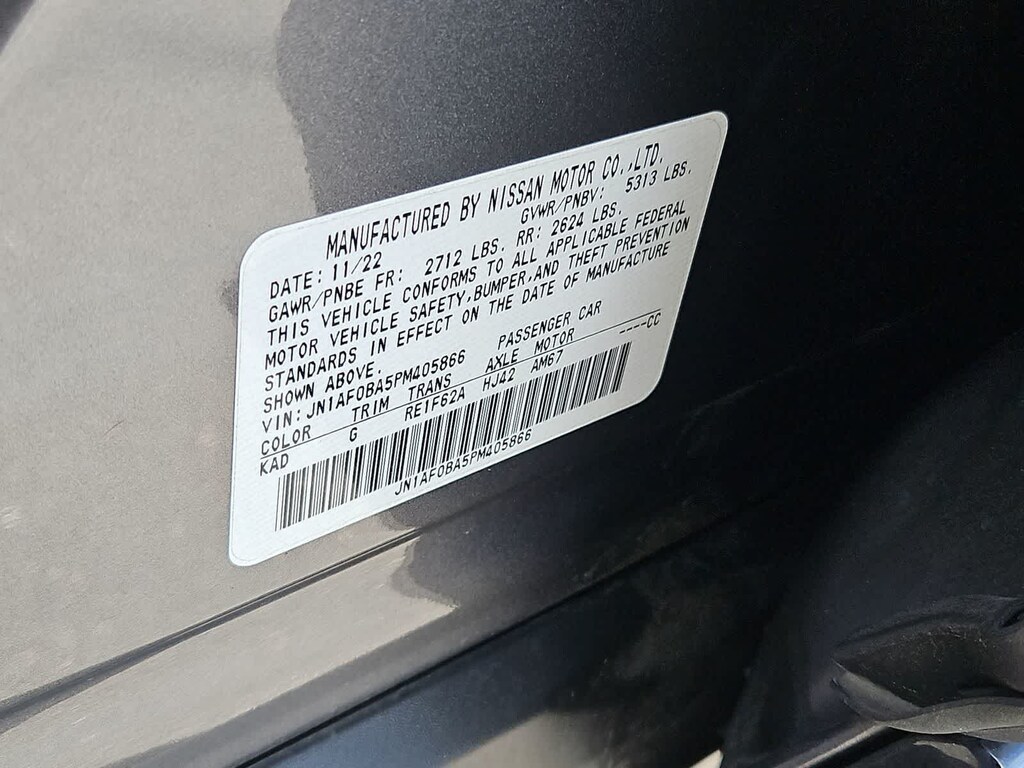 MANUFACTURED BY NISSAN MOTOR CO.,LTD.
DATE: 11/22 GVWR/PNBV: 5313 LBS.
GAWR/PNBE FR: 2712 LBS. RR: 2624 LBS.
THIS VEHICLE CONFORMS TO ALL APPLICABLE FEDERAL
MOTOR VEHICLE SAFETY,BUMPER,AND THEFT PREVENTION
STANDARDS IN EFFECT ON THE DATE OF MANUFACTURE
SHOWN ABOVE.
VIN: JN1AF0BA5PM405866 PASSENGER CAR
COLOR TRIM TRANS AXLE MOTOR ----CC
KAD G RE1F62A HJ42 AM67
JN1AF0BA5PM405866